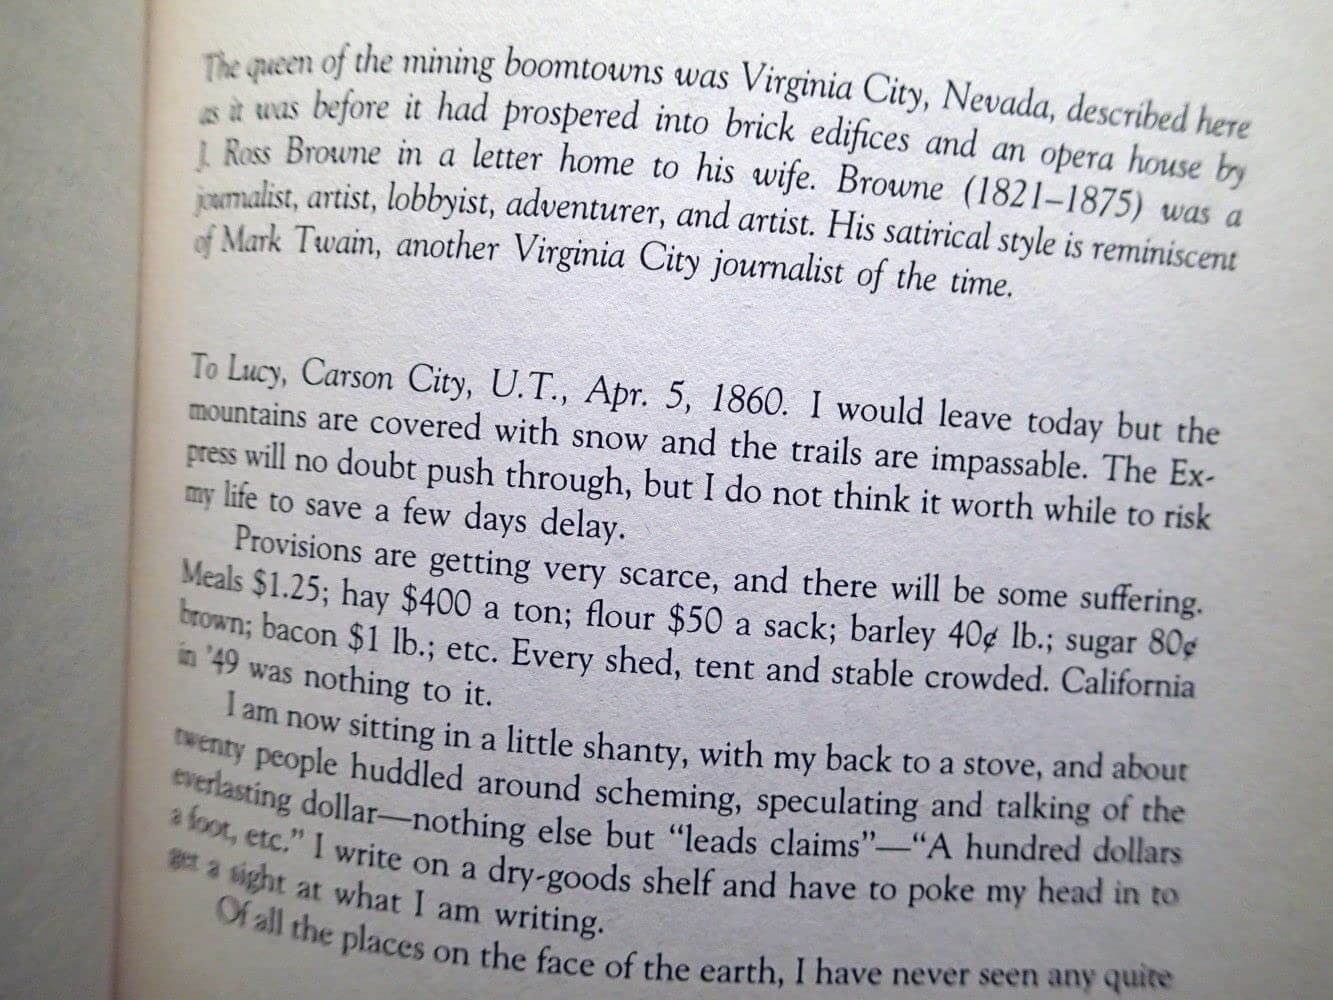 The queen of the mining boomtowns was Virginia City, Nevada, described here
as it was before it had prospered into brick edifices and an opera house by
J. Ross Browne in a letter home to his wife. Browne (1821–1875) was a
journalist, artist, lobbyist, adventurer, and artist. His satirical style is reminiscent
of Mark Twain, another Virginia City journalist of the time.
To Lucy, Carson City, U.T., Apr. 5, 1860. I would leave today but the
mountains are covered with snow and the trails are impassable. The Ex-
press will no doubt push through, but I do not think it worth while to risk
my life to save a few days delay.
Provisions are getting very scarce, and there will be some suffering.
Meals $1.25; hay $400 a ton; flour $50 a sack; barley 40¢ lb.; sugar 80¢
brown; bacon $1 lb.; etc. Every shed, tent and stable crowded. California
in '49 was nothing to it.
I am now sitting in a little shanty, with my back to a stove, and about
twenty people huddled around scheming, speculating and talking of the
everlasting dollar—nothing else but “leads claims”—“A hundred dollars
a foot, etc.” I write on a dry-goods shelf and have to poke my head in to
get a sight at what I am writing.
Of all the places on the face of the earth, I have never seen any quite